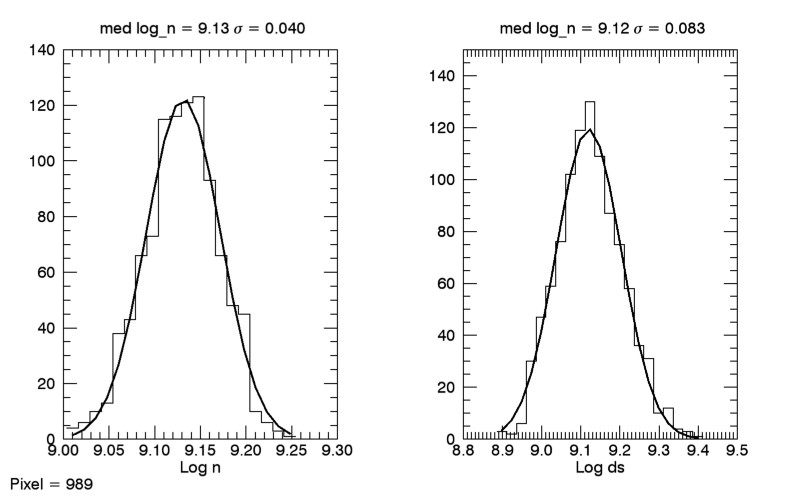 med log_n = 9.13 σ = 0.040
med log_n = 9.12 σ = 0.083
140
120
100
80
60
40
20
0
9.00 9.05 9.10 9.15 9.20 9.25 9.30
Log n
140
120
100
80
60
40
20
0
8.8 8.9 9.0 9.1 9.2 9.3 9.4 9.5
Log ds
Pixel = 989